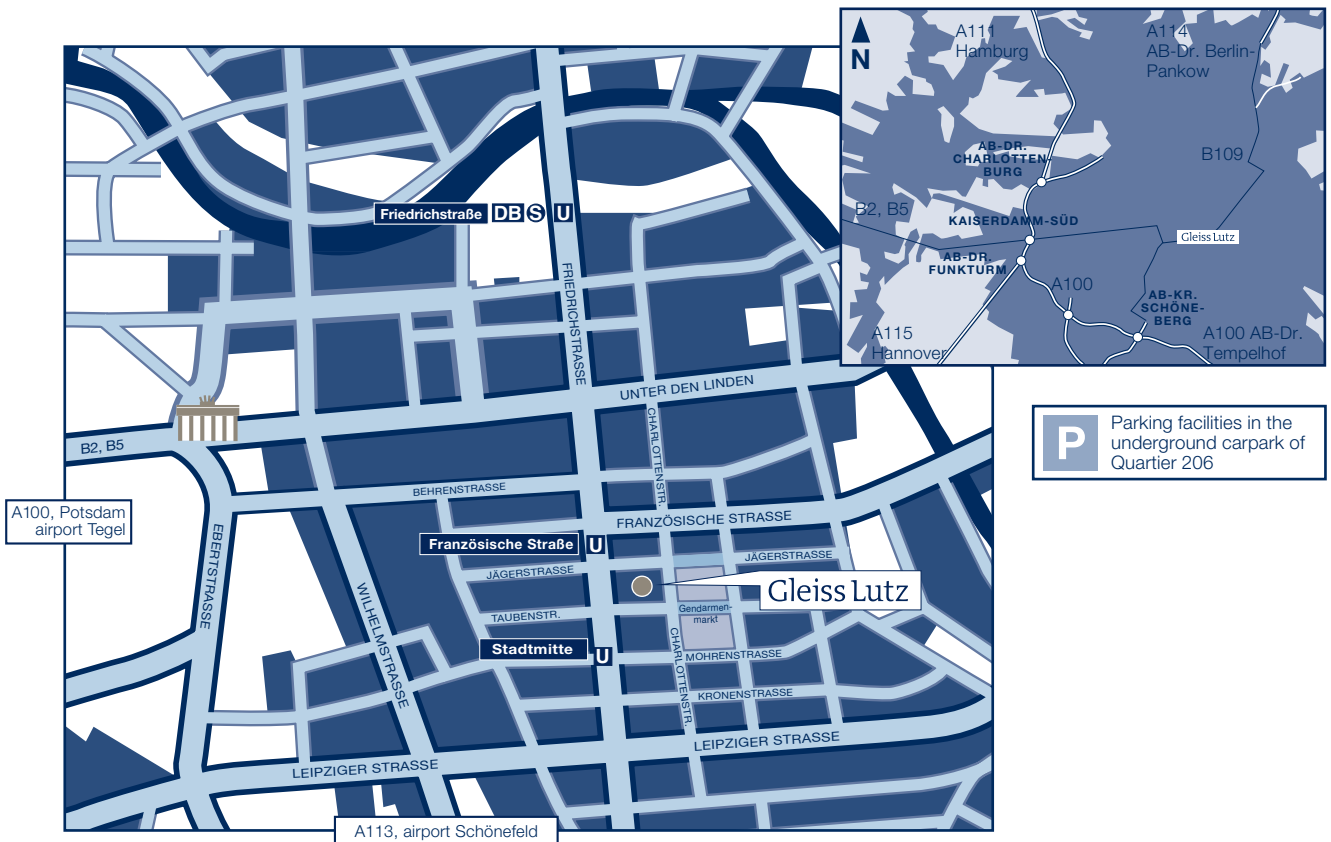 A111
Hamburg
A114
AB-Dr. Berlin-
Pankow
N
AB-DR.
CHARLOTTEN-
BURG
B109
B2, B5
KAISERDAMM-SÜD
Gleiss Lutz
AB-DR.
FUNKTURM
A100
AB-KR.
SCHÖNE-
BERG
A115
Hannover
A100 AB-Dr.
Tempelhof
Friedrichstraße DB S U
FRIEDRICHSTRASSE
UNTER DEN LINDEN
CHARLOTTENSTR.
B2, B5
P
Parking facilities in the
underground carpark of
Quartier 206
BEHRENSTRASSE
A100, Potsdam
airport Tegel
FRANZÖSISCHE STRASSE
Französische Straße U
EBERTSTRASSE
JÄGERSTRASSE
JÄGERSTRASSE
Gleiss Lutz
WILHELMSTRASSE
TAUBENSTR.
Gendarmen-
markt
Stadtmitte U
CHARLOTTENSTR.
MOHRENSTRASSE
KRONENSTRASSE
LEIPZIGER STRASSE
LEIPZIGER STRASSE
A113, airport Schönefeld